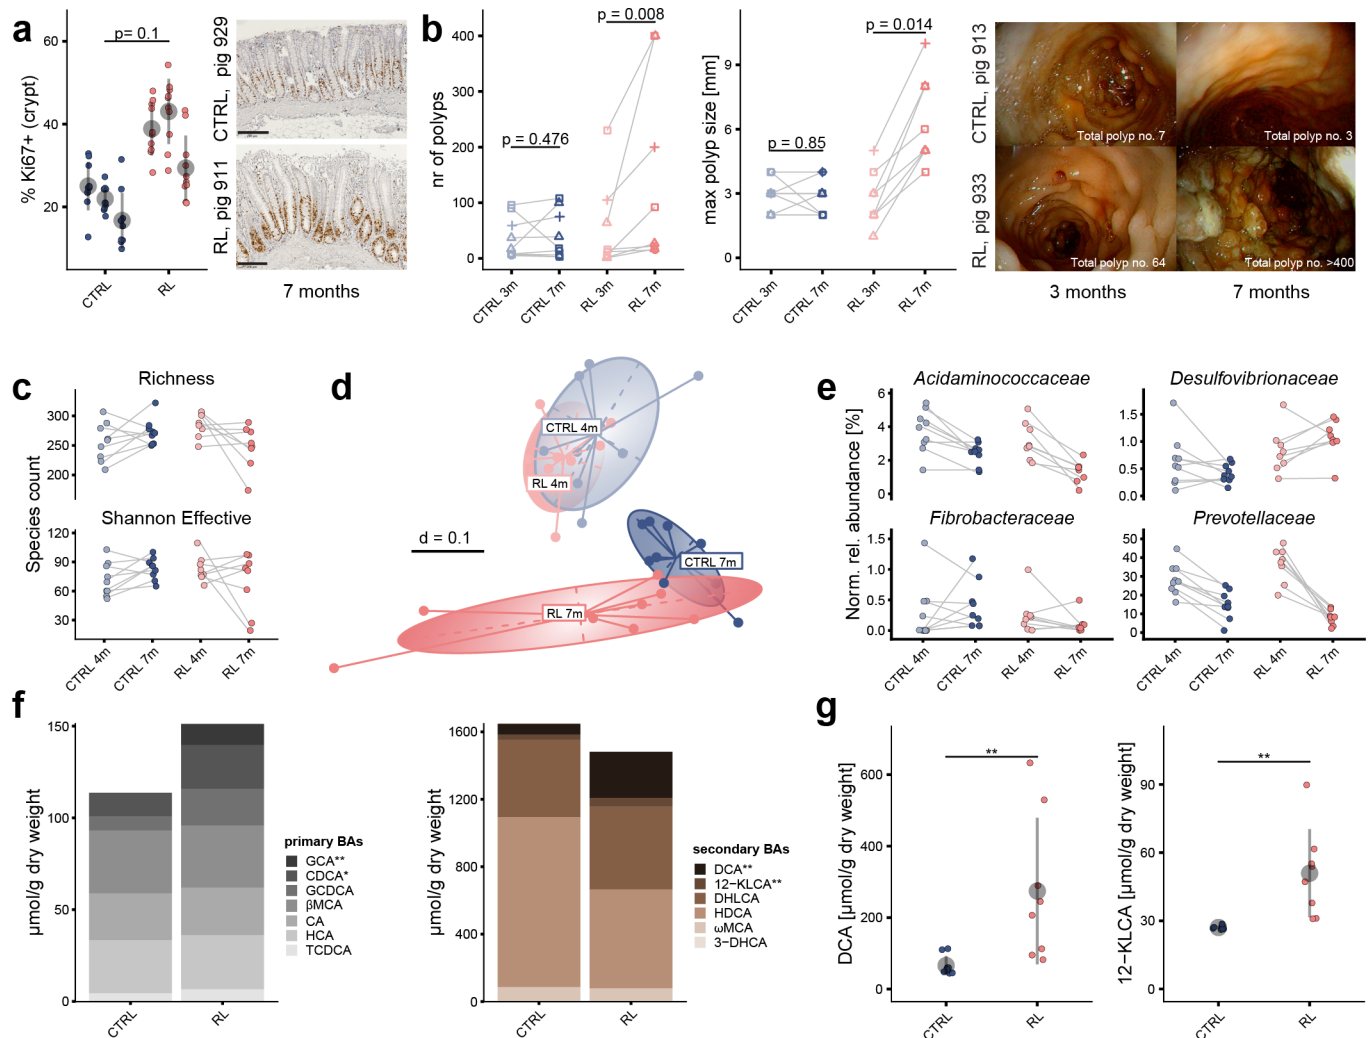 a
p= 0.1
60
40
20
% Ki67+ (crypt)
CTRL
RL
CTRL, pig 929
RL, pig 911
7 months
b
nr of polyps
400
300
200
100
0
p = 0.476
p = 0.008
CTRL 3m
CTRL 7m
RL 3m
RL 7m
max polyp size [mm]
9
6
3
0
p = 0.85
p = 0.014
CTRL 3m
CTRL 7m
RL 3m
RL 7m
CTRL, pig 913
RL, pig 933
Total polyp no. 7
Total polyp no. 3
Total polyp no. 64
Total polyp no. >400
3 months
7 months
c
Richness
Species count
300
250
200
Shannon Effective
120
90
60
30
CTRL 4m
CTRL 7m
RL 4m
RL 7m
d
CTRL 4m
RL 4m
d = 0.1
CTRL 7m
RL 7m
e
Norm. rel. abundance [%]
Acidaminococcaceae
6
4
2
0
Desulfovibrionaceae
1.5
1.0
0.5
0.0
Fibrobacteraceae
1.5
1.0
0.5
0.0
Prevotellaceae
50
40
30
20
10
0
CTRL 4m
CTRL 7m
RL 4m
RL 7m
CTRL 4m
CTRL 7m
RL 4m
RL 7m
f
µmol/g dry weight
150
100
50
0
CTRL
RL
primary BAs
GCA**
CDCA*
GCDCA
βMCA
CA
HCA
TCDCA
µmol/g dry weight
1600
1200
800
400
0
CTRL
RL
secondary BAs
DCA**
12−KLCA**
DHLCA
HDCA
ωMCA
3−DHCA
g
DCA [µmol/g dry weight]
600
400
200
0
**
CTRL
RL
12−KLCA [µmol/g dry weight]
90
60
30
0
**
CTRL
RL